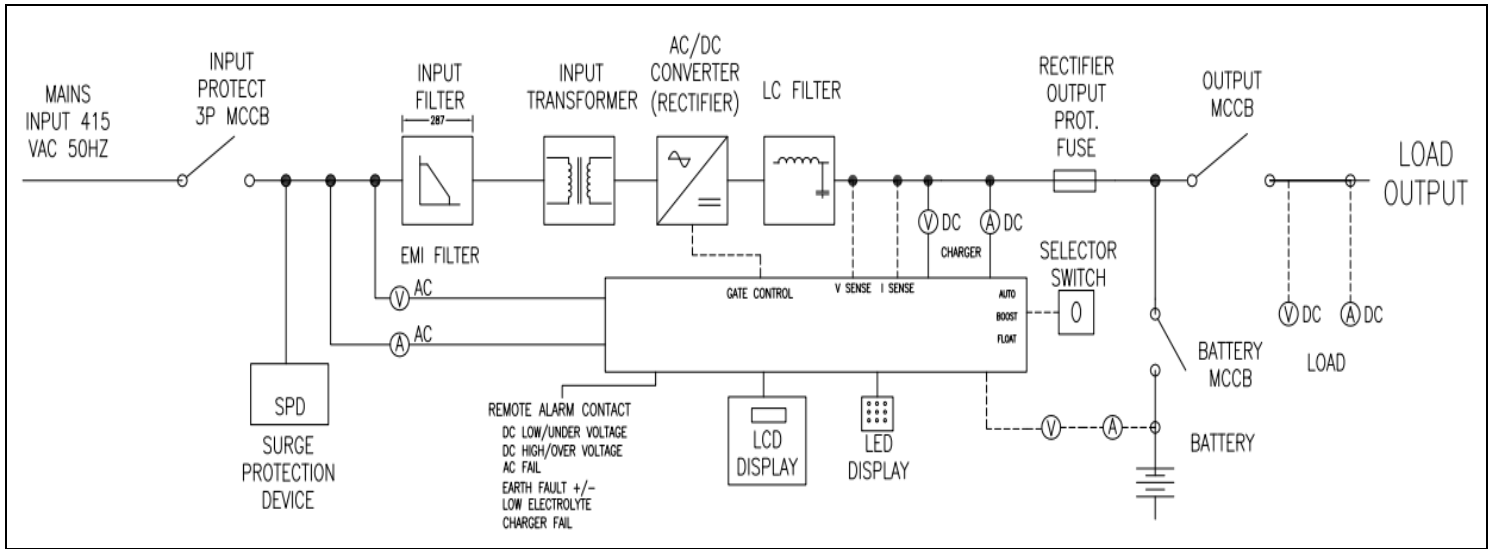 MAINS
INPUT 415
VAC 50HZ
INPUT
PROTECT
3P MCCB
INPUT
FILTER
287
EMI FILTER
INPUT
TRANSFORMER
AC/DC
CONVERTER
(RECTIFIER)
LC FILTER
RECTIFIER
OUTPUT
PROT.
FUSE
OUTPUT
MCCB
LOAD
OUTPUT
V DC
A DC
CHARGER
SELECTOR
SWITCH
0
GATE CONTROL
V SENSE
I SENSE
AUTO
BOOST
FLOAT
V AC
A AC
SPD
SURGE
PROTECTION
DEVICE
REMOTE ALARM CONTACT
DC LOW/UNDER VOLTAGE
DC HIGH/OVER VOLTAGE
AC FAIL
EARTH FAULT +/-
LOW ELECTROLYTE
CHARGER FAIL
LCD
DISPLAY
LED
DISPLAY
V
A
BATTERY
MCCB
BATTERY
V DC
A DC
LOAD